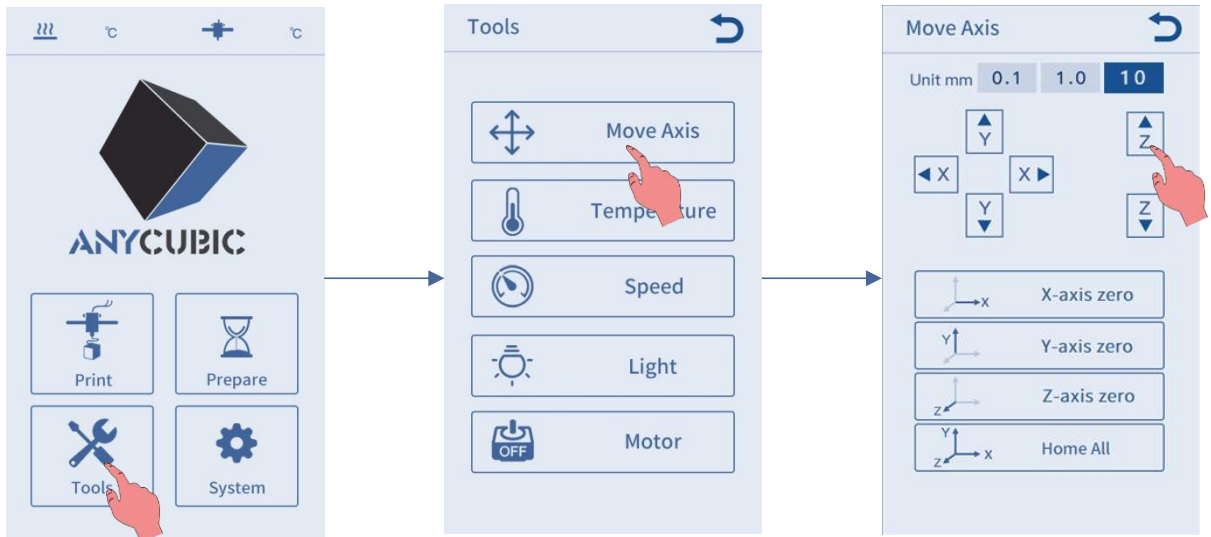 ℃ ℃
ANYCUBIC
Print Prepare
Tools System
Tools
Move Axis
Temperature
Speed
Light
OFF Motor
Move Axis
Unit mm 0.1 1.0 10
Y Z
X X
Y Z
X X-axis zero
Y Y-axis zero
Z Z-axis zero
Y Z X Home All